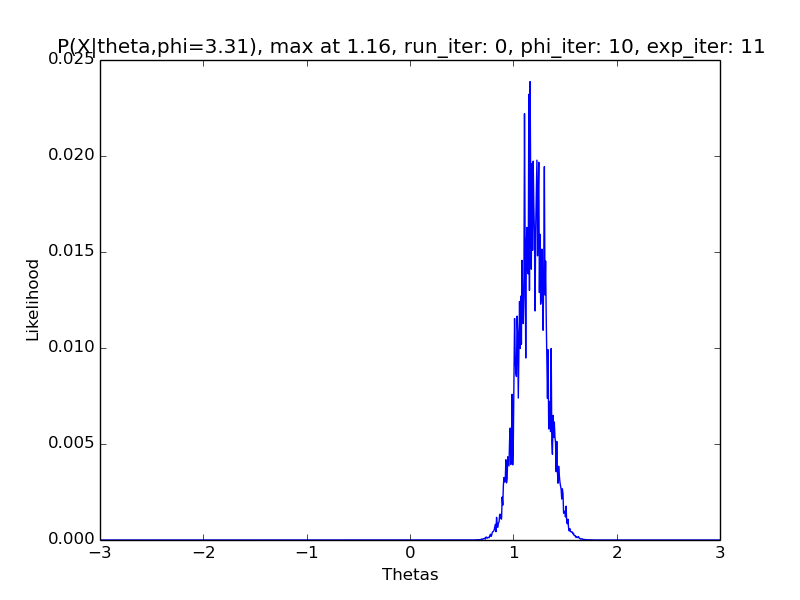 P(X|theta,phi=3.31), max at 1.16, run_iter: 0, phi_iter: 10, exp_iter: 11
0.025
0.020
0.015
0.010
0.005
0.000
Likelihood
−3 −2 −1 0 1 2 3
Thetas